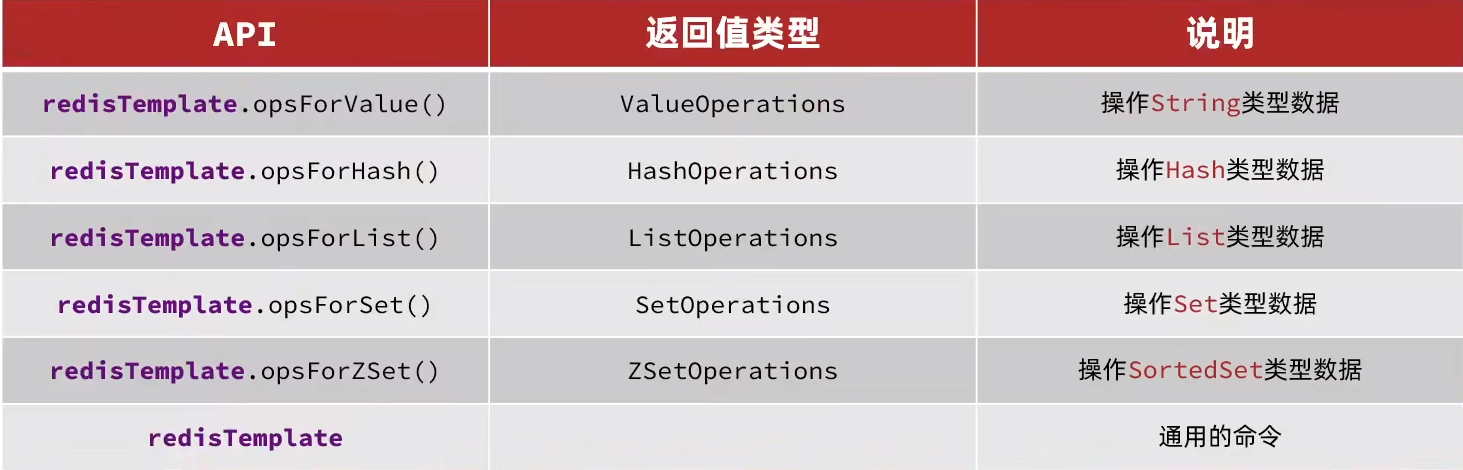 API 返回值类型 说明
redisTemplate.opsForValue() ValueOperations 操作String类型数据
redisTemplate.opsForHash() HashOperations 操作Hash类型数据
redisTemplate.opsForList() ListOperations 操作List类型数据
redisTemplate.opsForSet() SetOperations 操作Set类型数据
redisTemplate.opsForZSet() ZSetOperations 操作SortedSet类型数据
redisTemplate 通用的命令